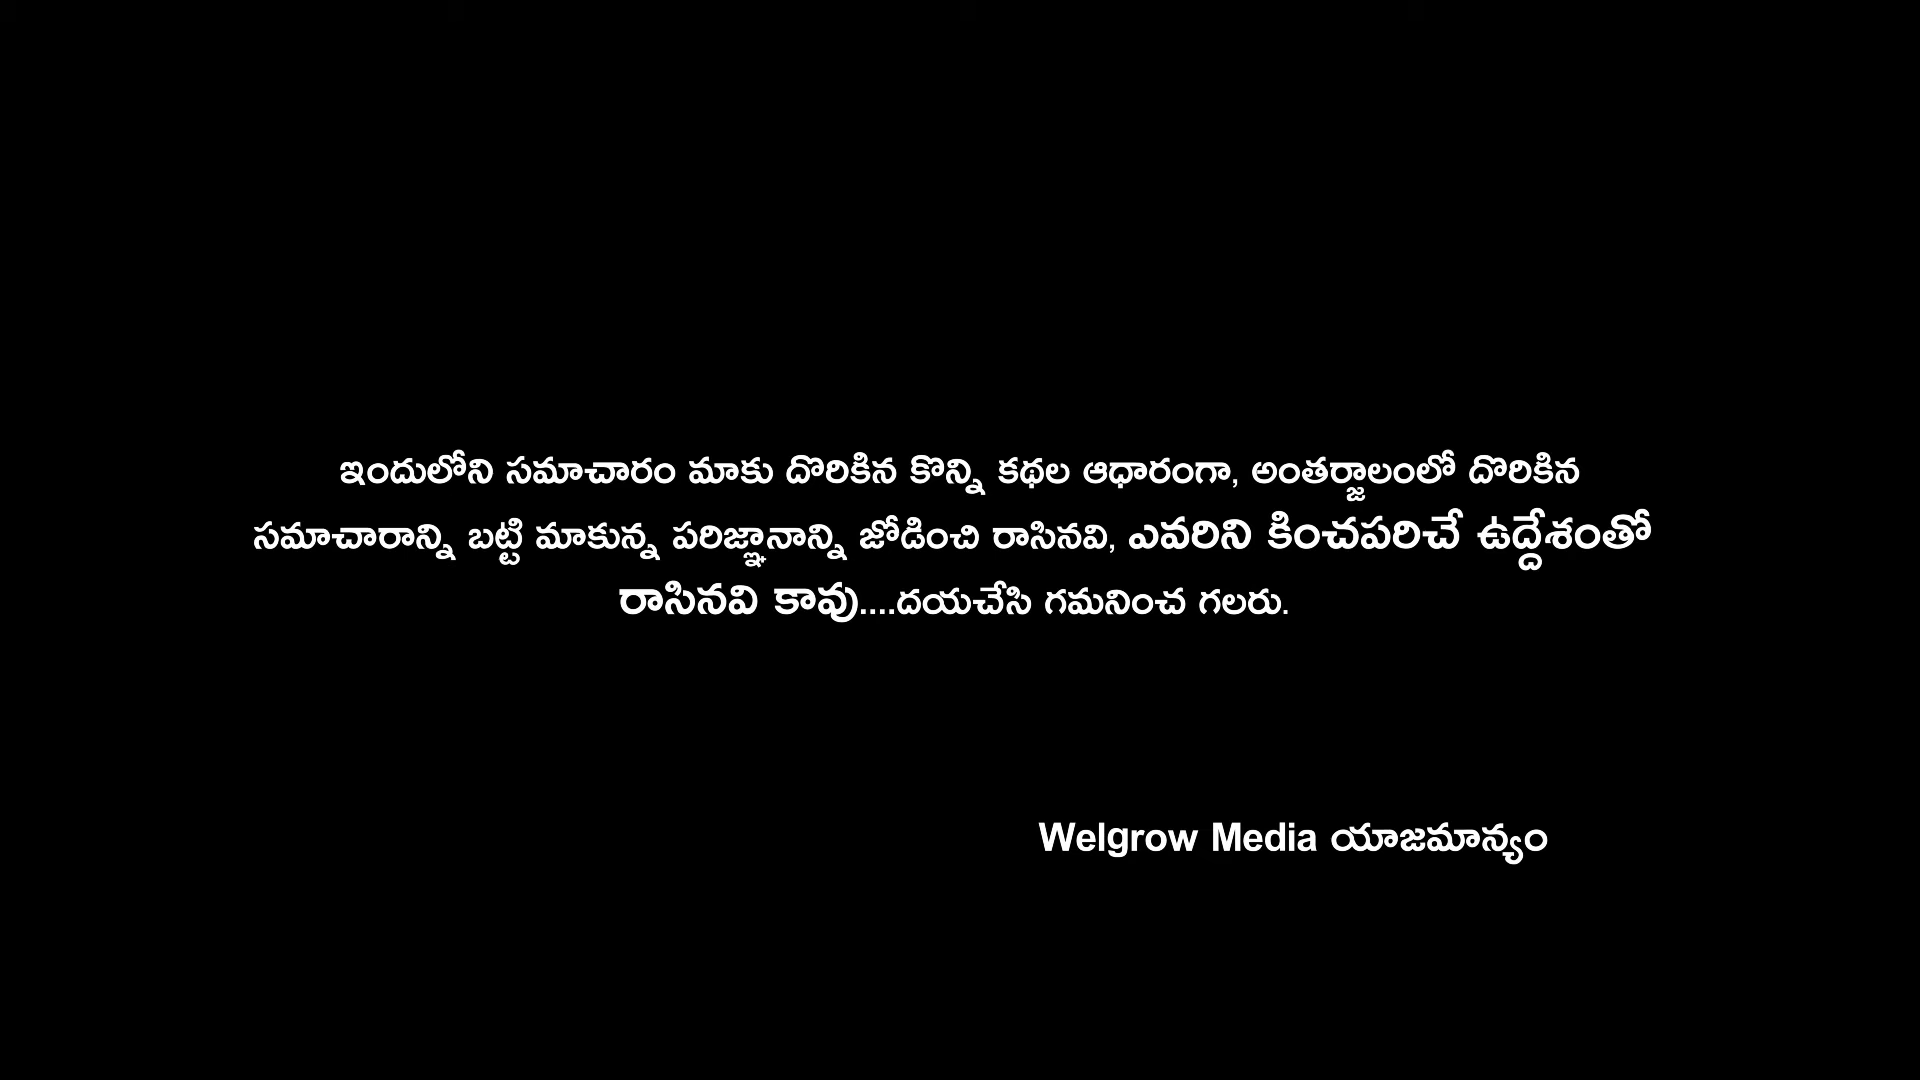 ఇందులోని సమాచారం మాకు దొరికిన కొన్ని కథల ఆధారంగా, అంతర్జాలంలో దొరికిన
సమాచారాన్ని బట్టి మాకున్న పరిజ్ఞానాన్ని జోడించి రాసినవి, ఎవరిని కించపరిచే ఉద్దేశంతో
రాసినవి కావు....దయచేసి గమనించ గలరు.
Welgrow Media యాజమాన్యం